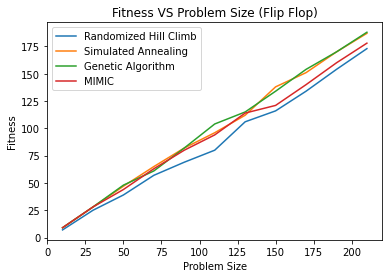 Fitness VS Problem Size (Flip Flop)
Randomized Hill Climb
Simulated Annealing
Genetic Algorithm
MIMIC
Fitness
175
150
125
100
75
50
25
0
0 25 50 75 100 125 150 175 200
Problem Size